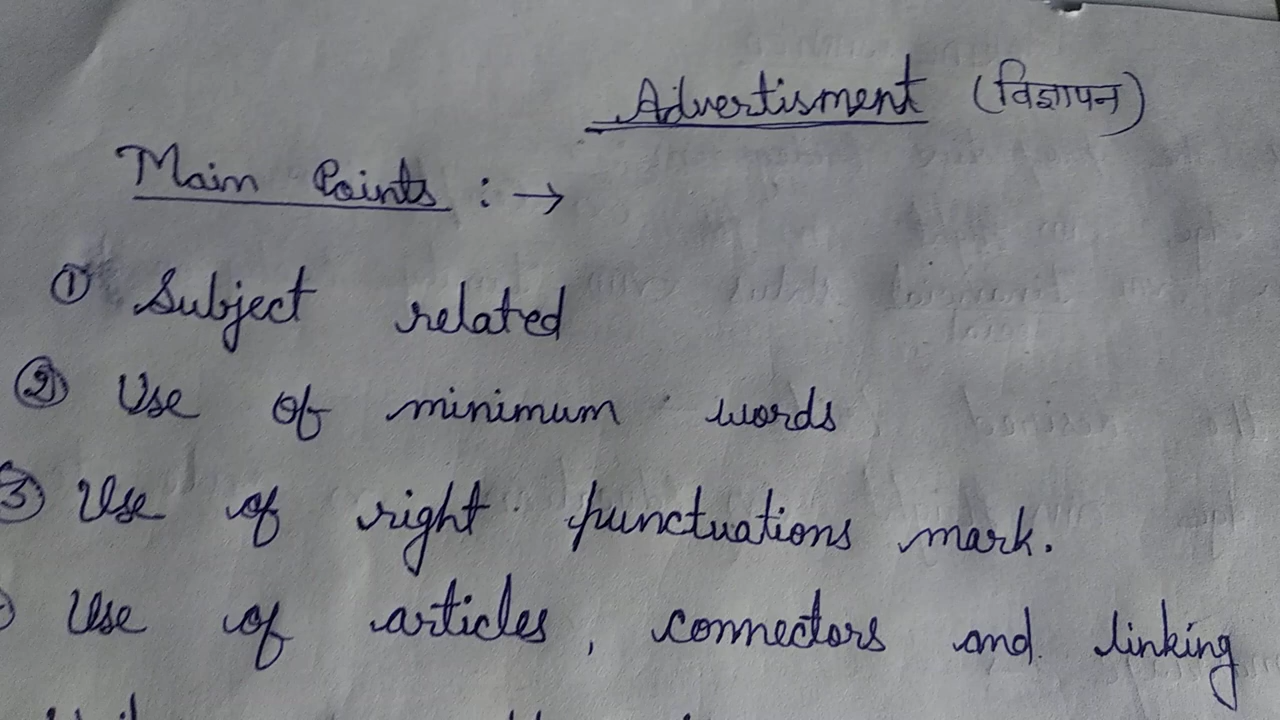 Advertisment (विज्ञापन)
Main Points : →
① Subject related
② Use of minimum words
③ Use of right punctuations mark.
Use of articles, connectors and linking